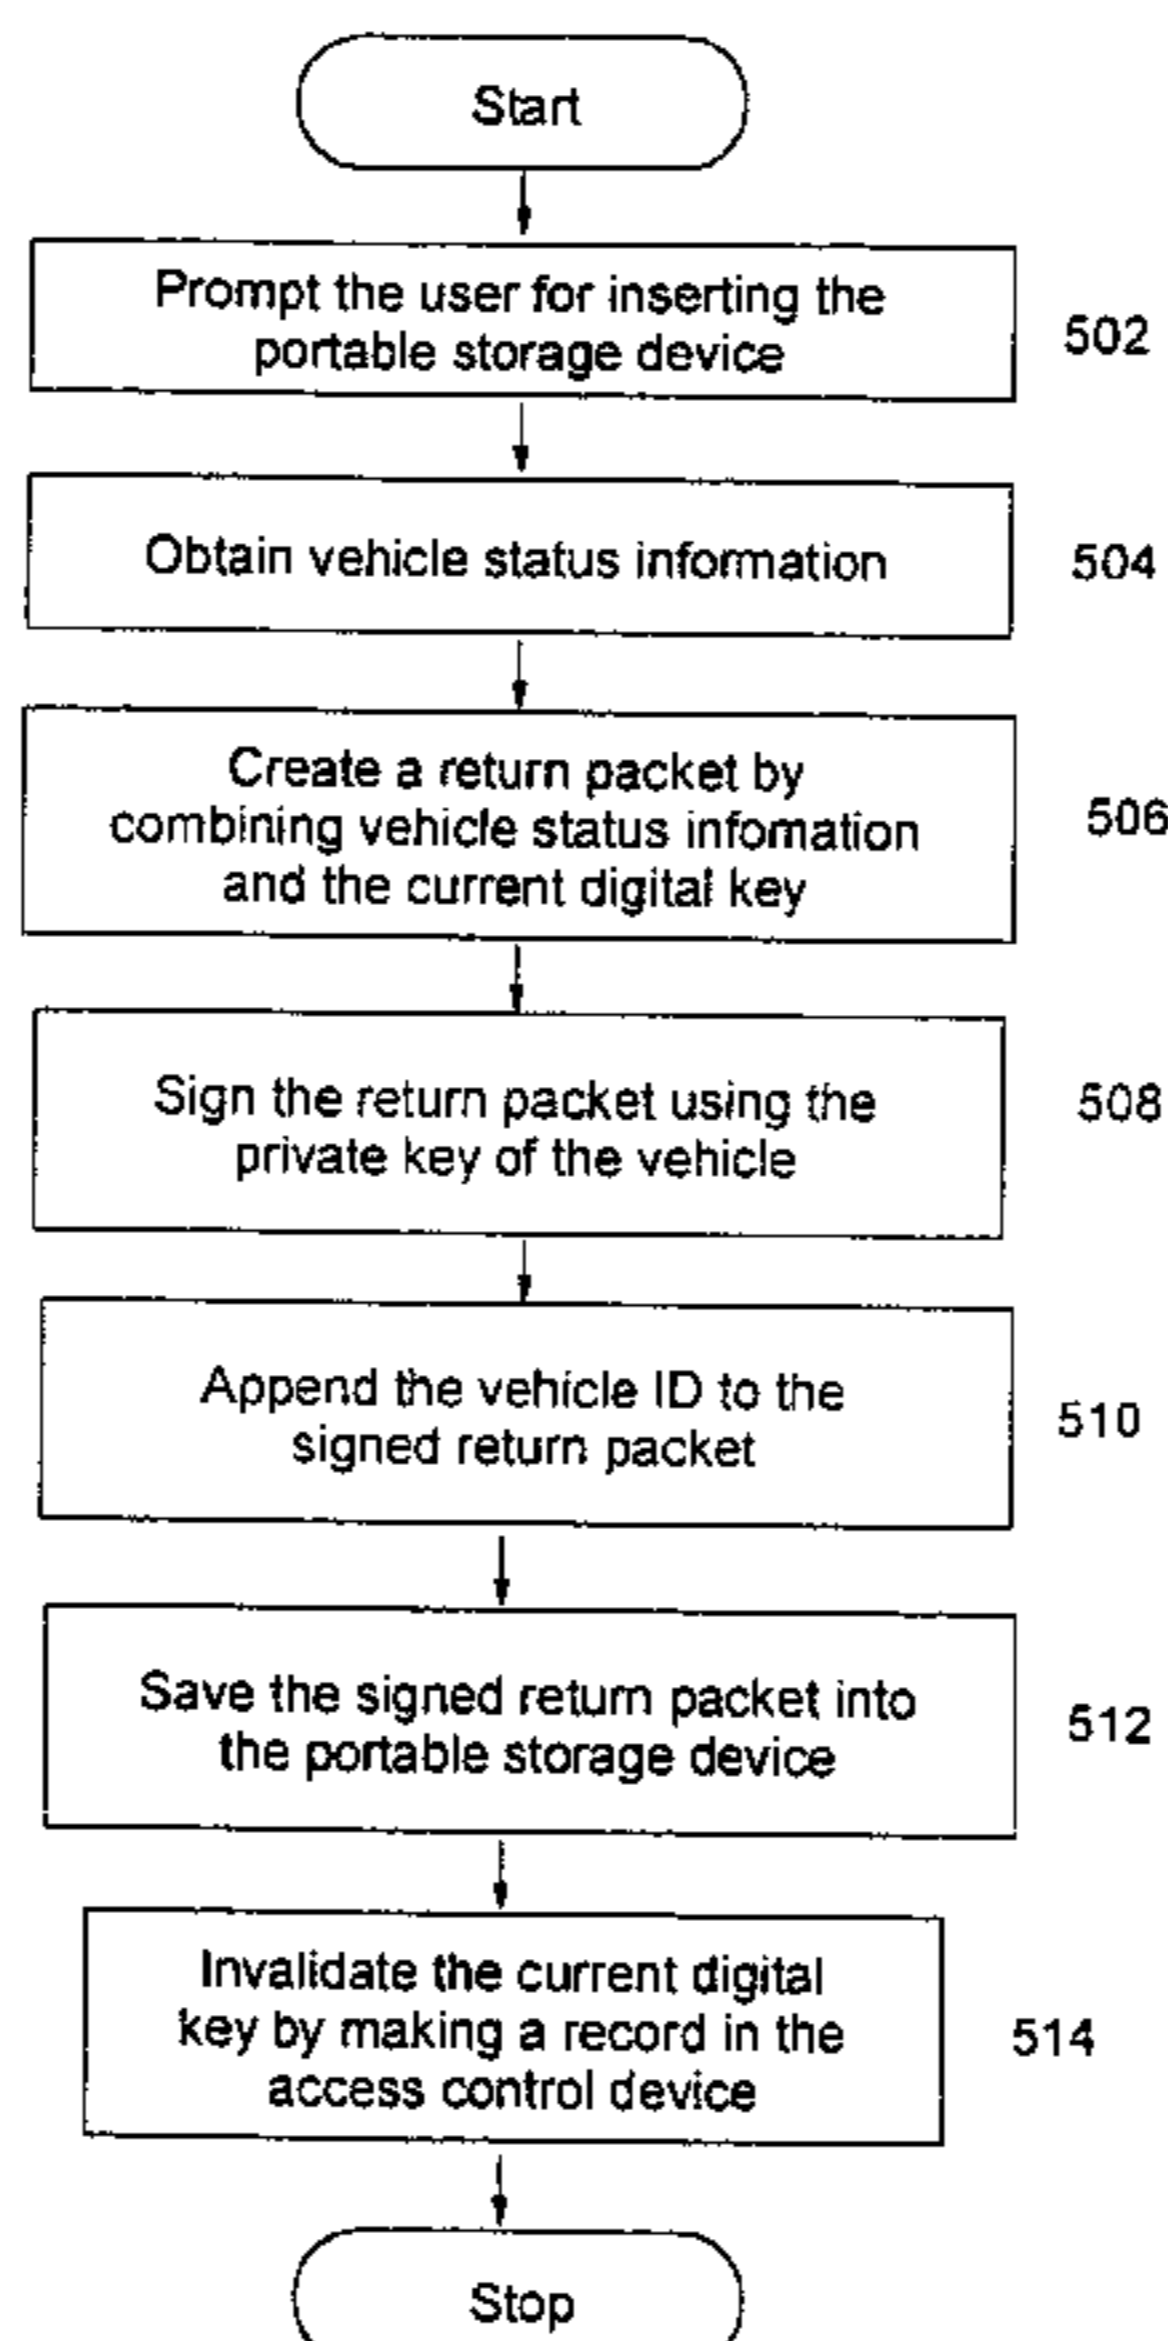 Start
Prompt the user for inserting the
portable storage device
502
Obtain vehicle status information
504
Create a return packet by
combining vehicle status infomation
and the current digital key
506
Sign the return packet using the
private key of the vehicle
508
Append the vehicle ID to the
signed return packet
510
Save the signed return packet into
the portable storage device
512
Invalidate the current digital
key by making a record in the
access control device
514
Stop